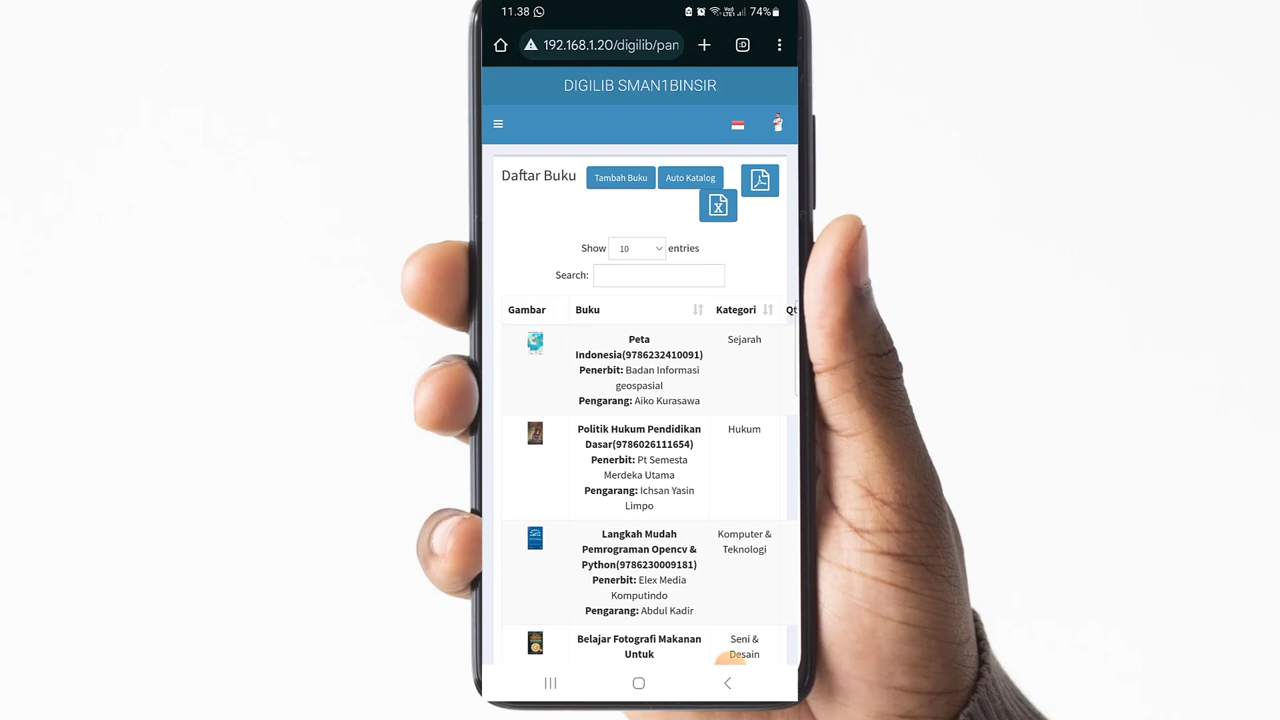 11.38 74%
192.168.1.20/digilib/pan
DIGILIB SMAN1BINSIR
Daftar Buku Tambah Buku Auto Katalog
Show 10 entries
Search:
Gambar Buku Kategori Qt
Peta Sejarah
Indonesia(9786232410091)
Penerbit: Badan Informasi
geospasial
Pengarang: Aiko Kurasawa
Politik Hukum Pendidikan Hukum
Dasar(9786026111654)
Penerbit: Pt Semesta
Merdeka Utama
Pengarang: Ichsan Yasin
Limpo
Langkah Mudah Komputer &
Pemrograman Opencv & Teknologi
Python(9786230009181)
Penerbit: Elex Media
Komputindo
Pengarang: Abdul Kadir
Belajar Fotografi Makanan Seni &
Untuk Desain